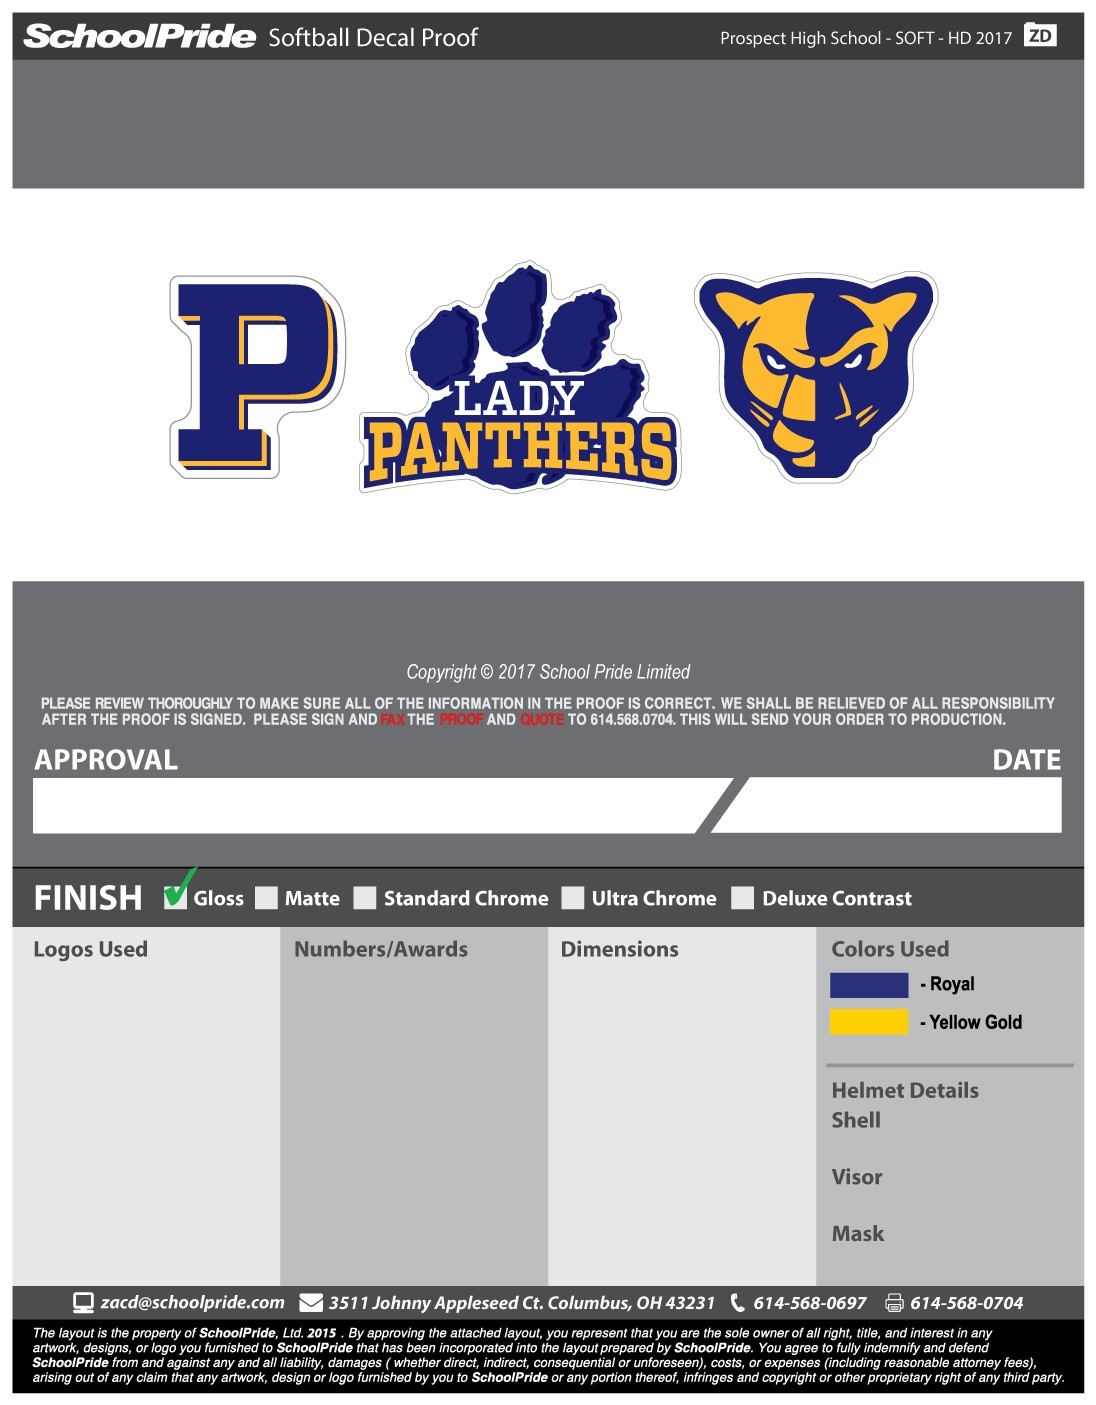 SchoolPride Softball Decal Proof
Prospect High School - SOFT - HD 2017 ZD
P
LADY
PANTHERS
Copyright © 2017 School Pride Limited
PLEASE REVIEW THOROUGHLY TO MAKE SURE ALL OF THE INFORMATION IN THE PROOF IS CORRECT. WE SHALL BE RELIEVED OF ALL RESPONSIBILITY
AFTER THE PROOF IS SIGNED. PLEASE SIGN AND FAX THE PROOF AND QUOTE TO 614.568.0704. THIS WILL SEND YOUR ORDER TO PRODUCTION.
APPROVAL DATE
FINISH Gloss Matte Standard Chrome Ultra Chrome Deluxe Contrast
Logos Used
Numbers/Awards
Dimensions
Colors Used
- Royal
- Yellow Gold
Helmet Details
Shell
Visor
Mask
zacd@schoolpride.com 3511 Johnny Appleseed Ct. Columbus, OH 43231 614-568-0697 614-568-0704
The layout is the property of SchoolPride, Ltd. 2015 . By approving the attached layout, you represent that you are the sole owner of all right, title, and interest in any
artwork, designs, or logo you furnished to SchoolPride that has been incorporated into the layout prepared by SchoolPride. You agree to fully indemnify and defend
SchoolPride from and against any and all liability, damages ( whether direct, indirect, consequential or unforeseen), costs, or expenses (including reasonable attorney fees),
arising out of any claim that any artwork, design or logo furnished by you to SchoolPride or any portion thereof, infringes and copyright or other proprietary right of any third party.